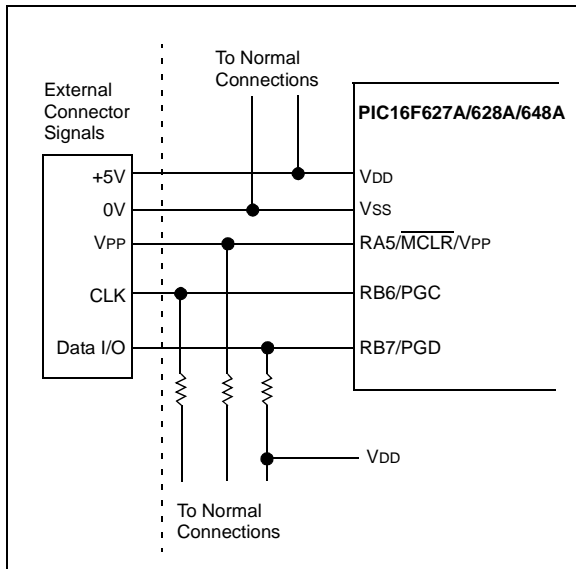 To Normal
Connections
External
Connector
Signals
PIC16F627A/628A/648A
+5V
VDD
0V
VSS
VPP
RA5/MCLR/VPP
CLK
RB6/PGC
Data I/O
RB7/PGD
VDD
To Normal
Connections